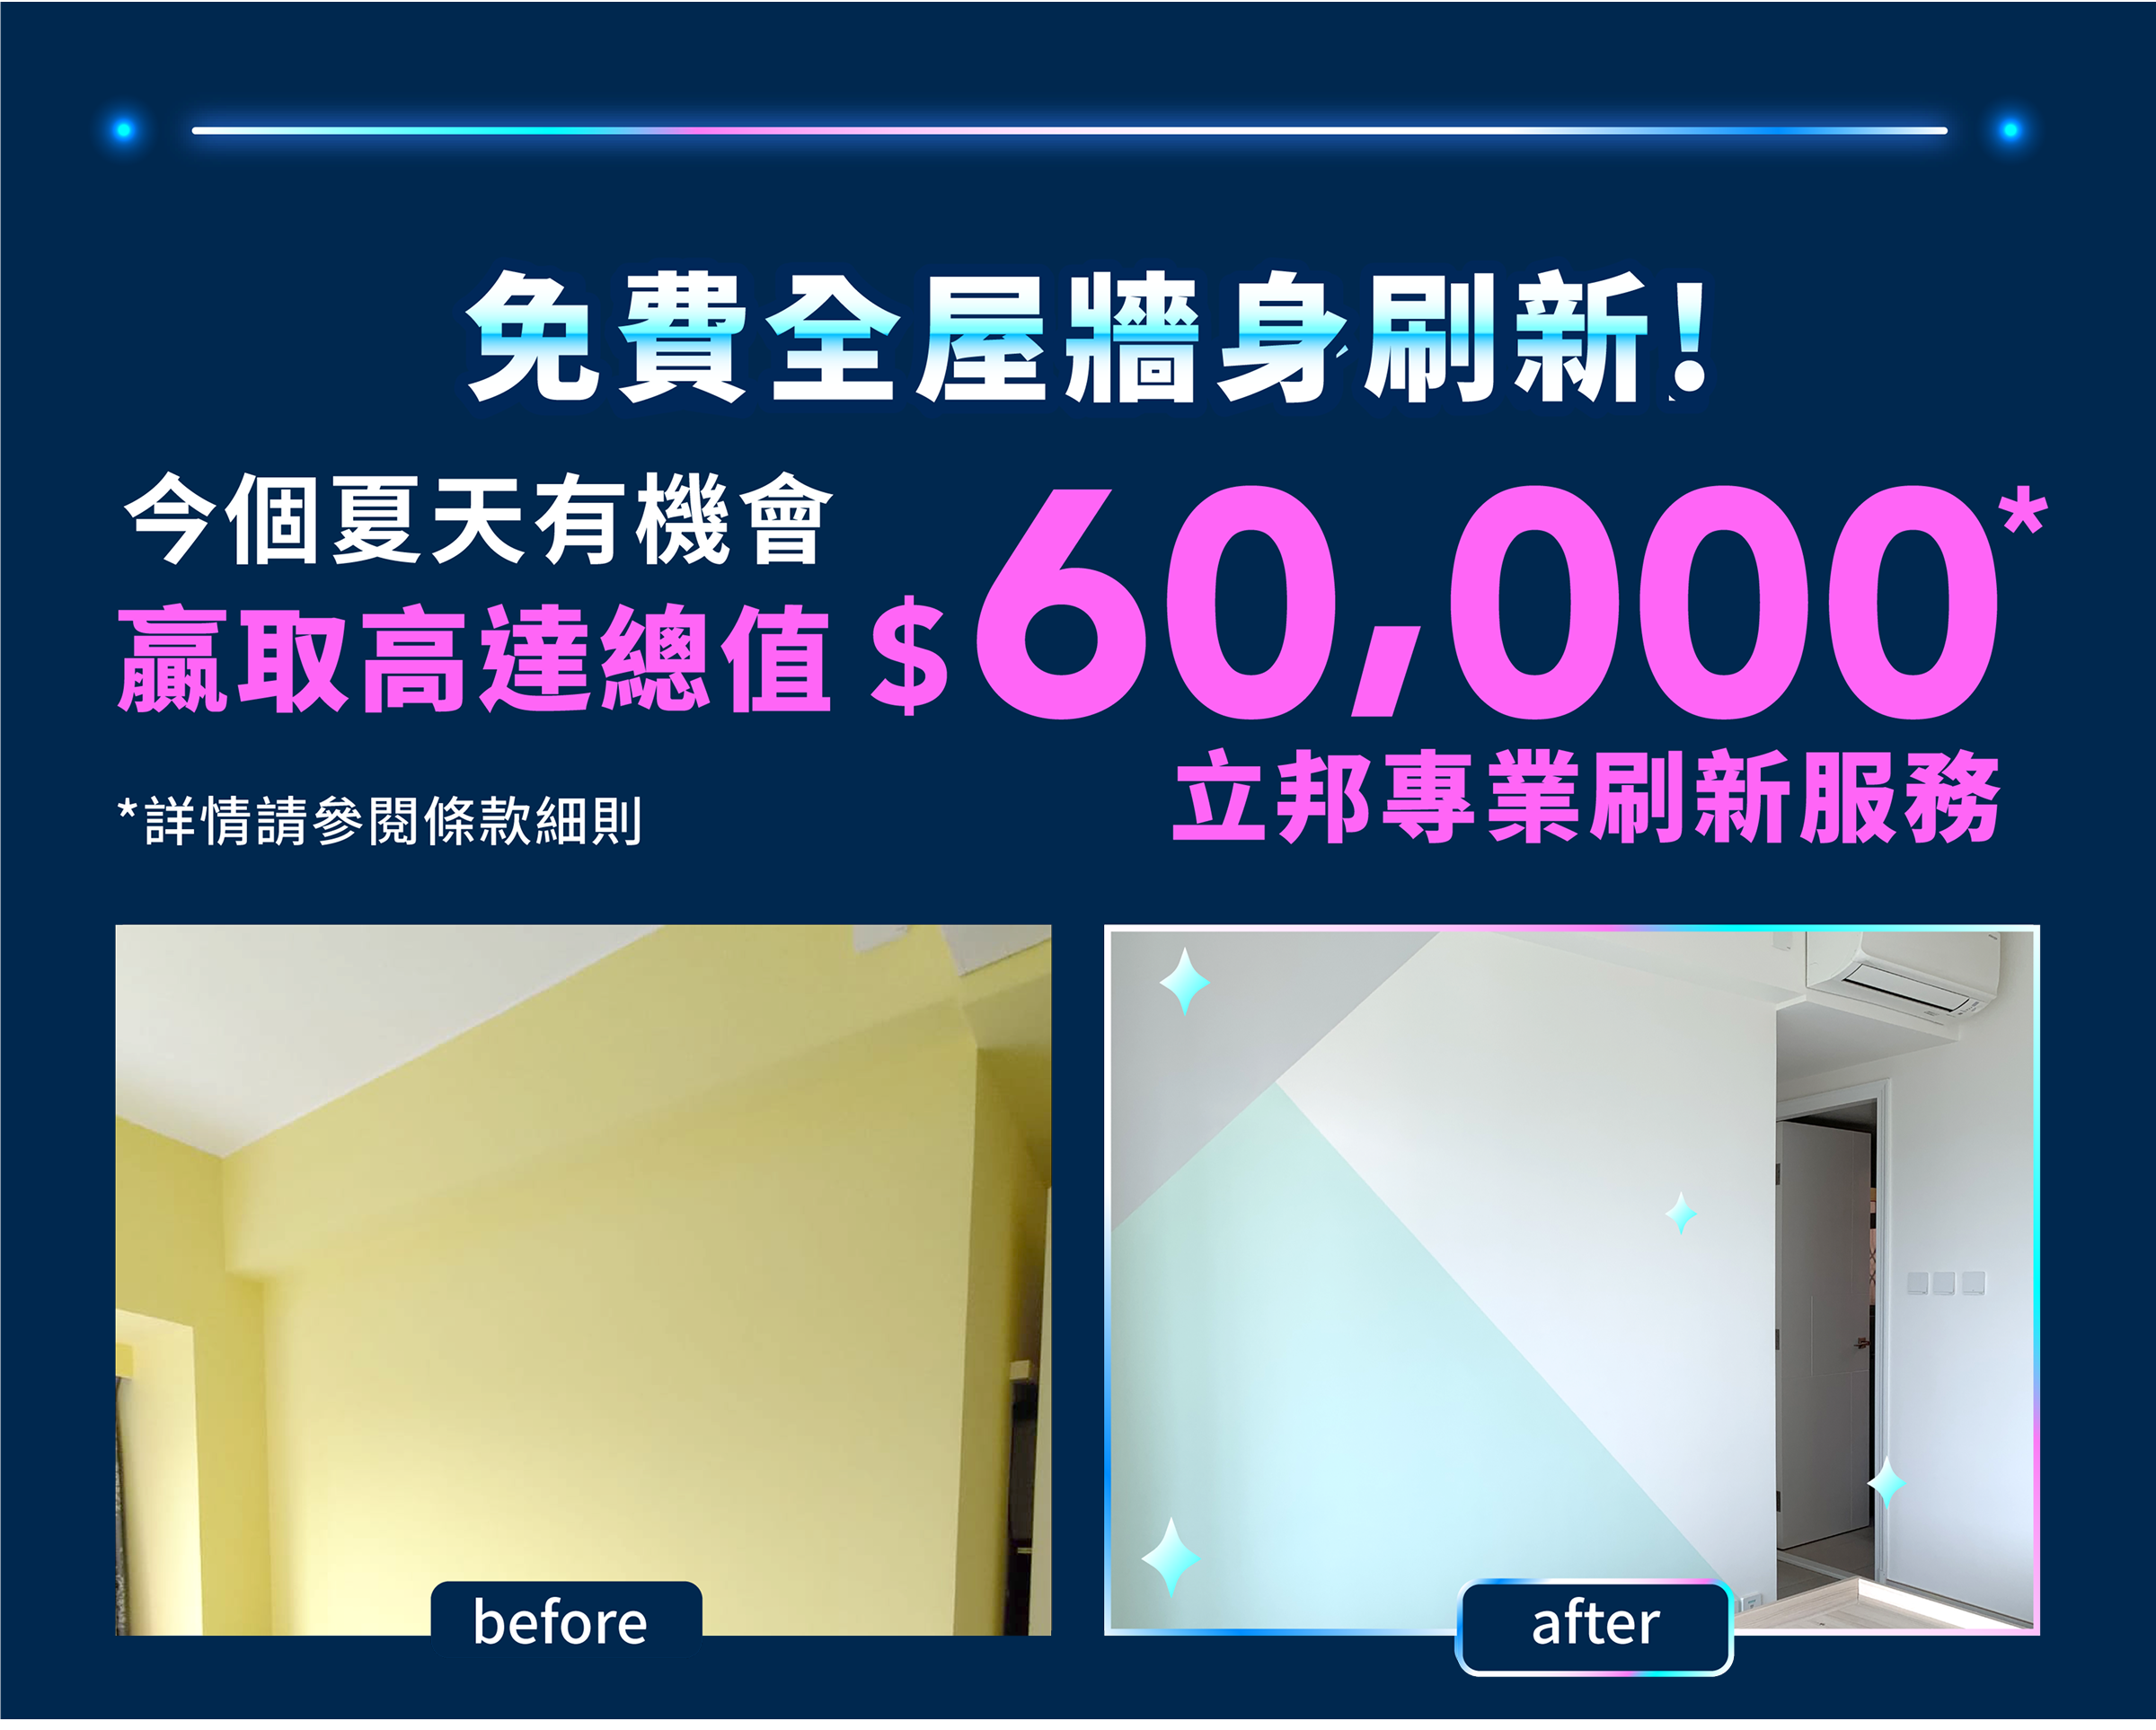 免費全屋牆身刷新!
今個夏天有機會
贏取高達總值 $60,000*
立邦專業刷新服務
*詳情請參閱條款細則
before
after